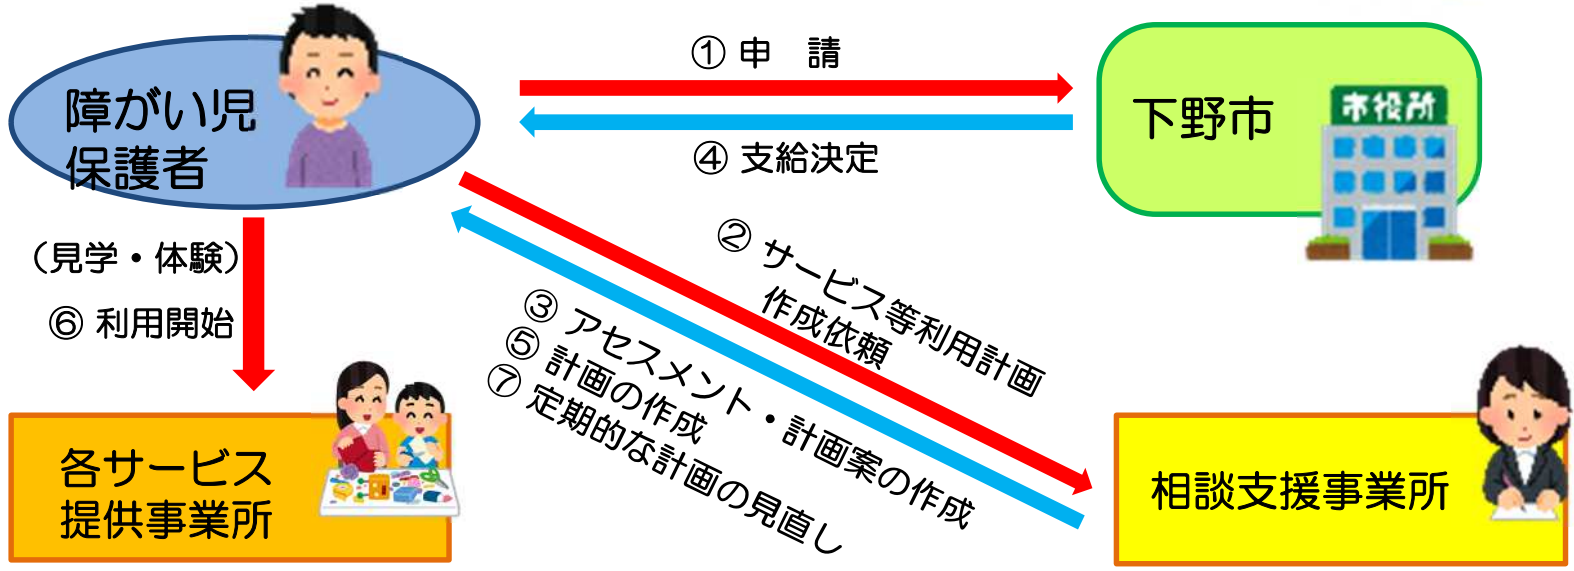 ① 申　請
障がい児
保護者
下野市
市役所
④ 支給決定
② サービス等利用計画
作成依頼
（見学・体験）
⑥ 利用開始
③ アセスメント・計画案の作成
⑤ 計画の作成
⑦ 定期的な計画の見直し
各サービス
提供事業所
相談支援事業所